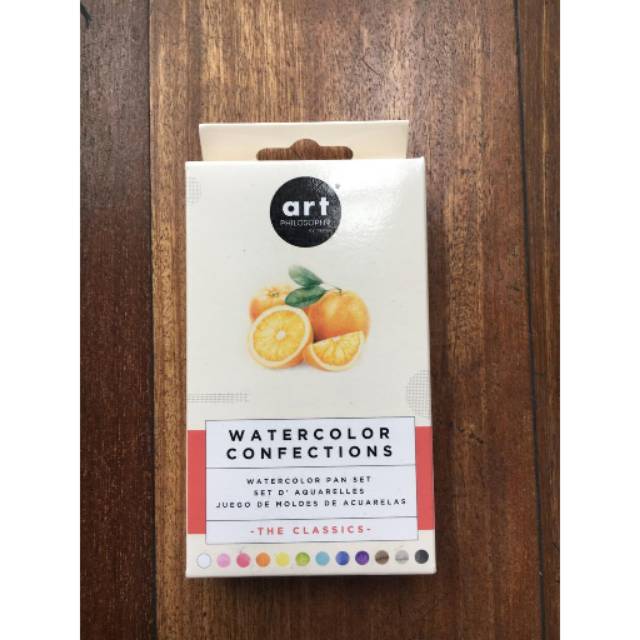 art
PHILOSOPHY
WATERCOLOR
CONFECTIONS
WATERCOLOR PAN SET
SET D' AQUARELLES
JUEGO DE MOLDES DE ACUARELAS
-THE CLASSICS-